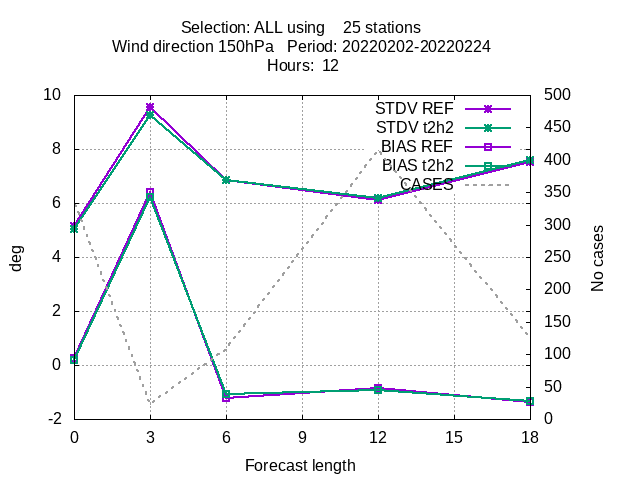 Selection: ALL using    25 stations
Wind direction 150hPa   Period: 20220202-20220224
Hours:  12
10
8
6
4
2
0
-2
deg
500
450
400
350
300
250
200
150
100
50
0
No cases
STDV REF
STDV t2h2
BIAS REF
BIAS t2h2
CASES
0 3 6 9 12 15 18
Forecast length